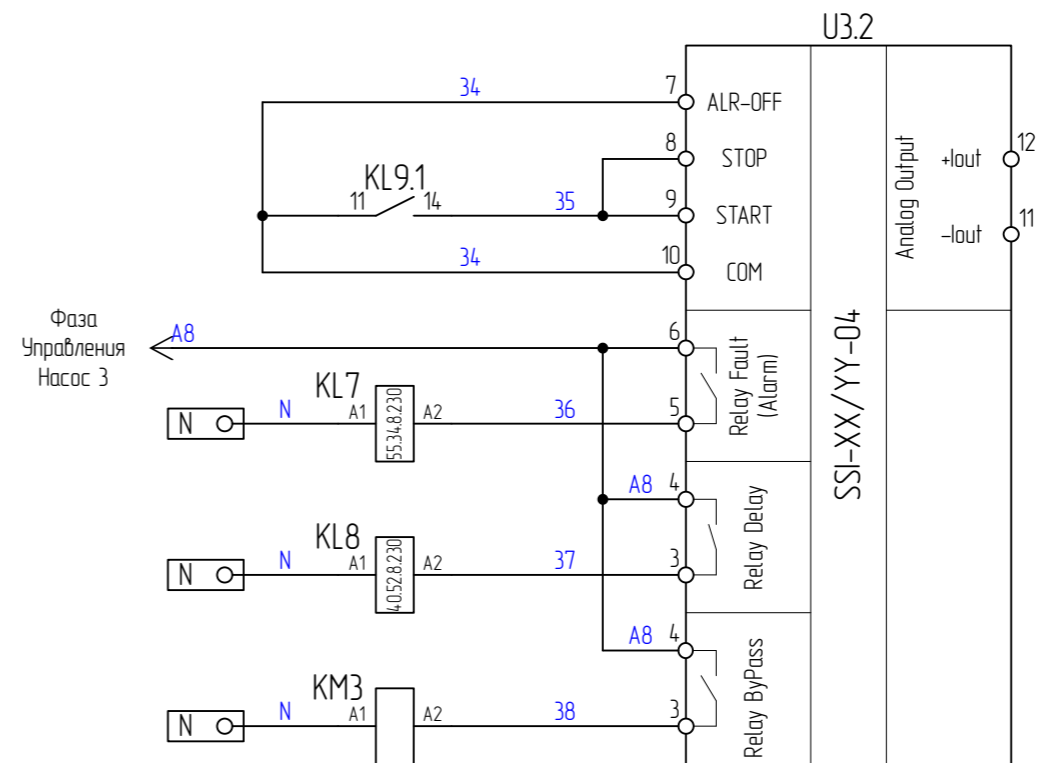 U3.2
34
7
ALR-OFF
8
STOP
KL9.1
11
14
35
9
START
34
10
COM
Analog Output
+Iout
12
-Iout
11
SSI-XX/YY-04
Фаза
Управления
Насос 3
A8
6
Relay Fault
(Alarm)
KL7
N
N
A1
55.34.8.230
A2
36
5
A8
4
Relay Delay
KL8
N
N
A1
40.52.8.230
A2
37
3
A8
4
Relay ByPass
KM3
N
N
A1
A2
38
3